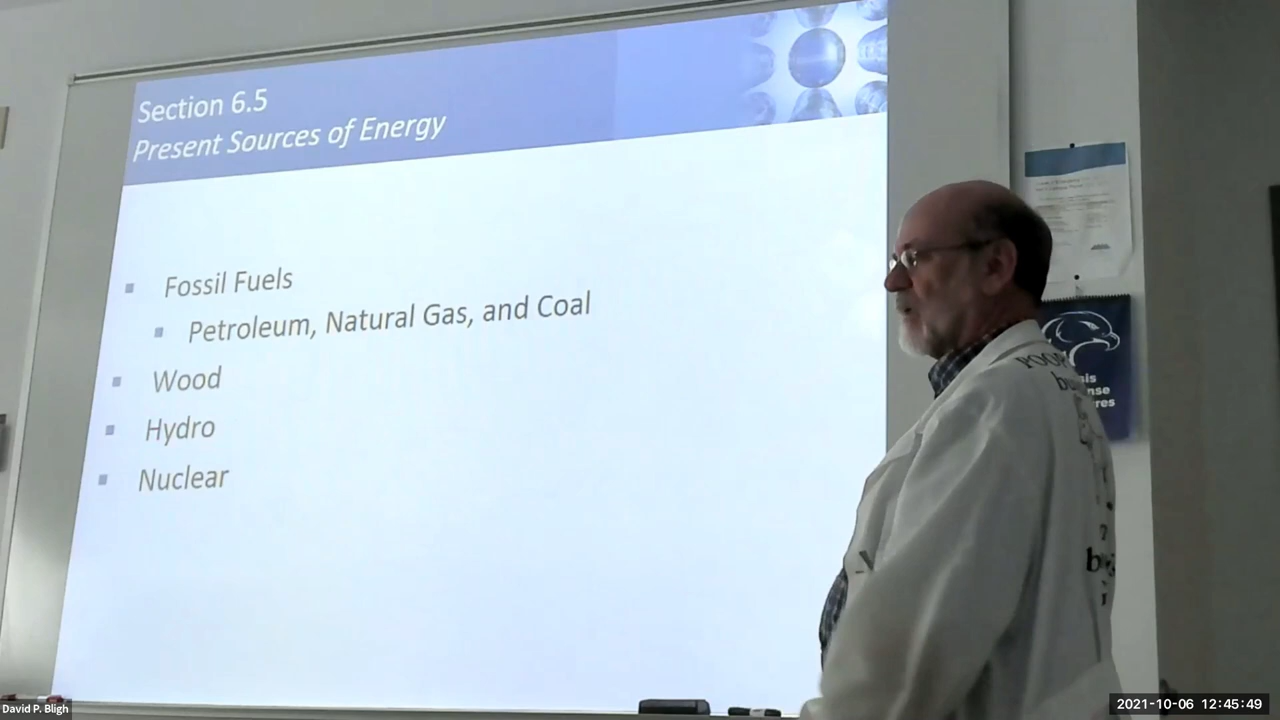 Section 6.5
Present Sources of Energy
Fossil Fuels
Petroleum, Natural Gas, and Coal
Wood
Hydro
Nuclear
David P. Bligh
2021-10-06 12:45:49